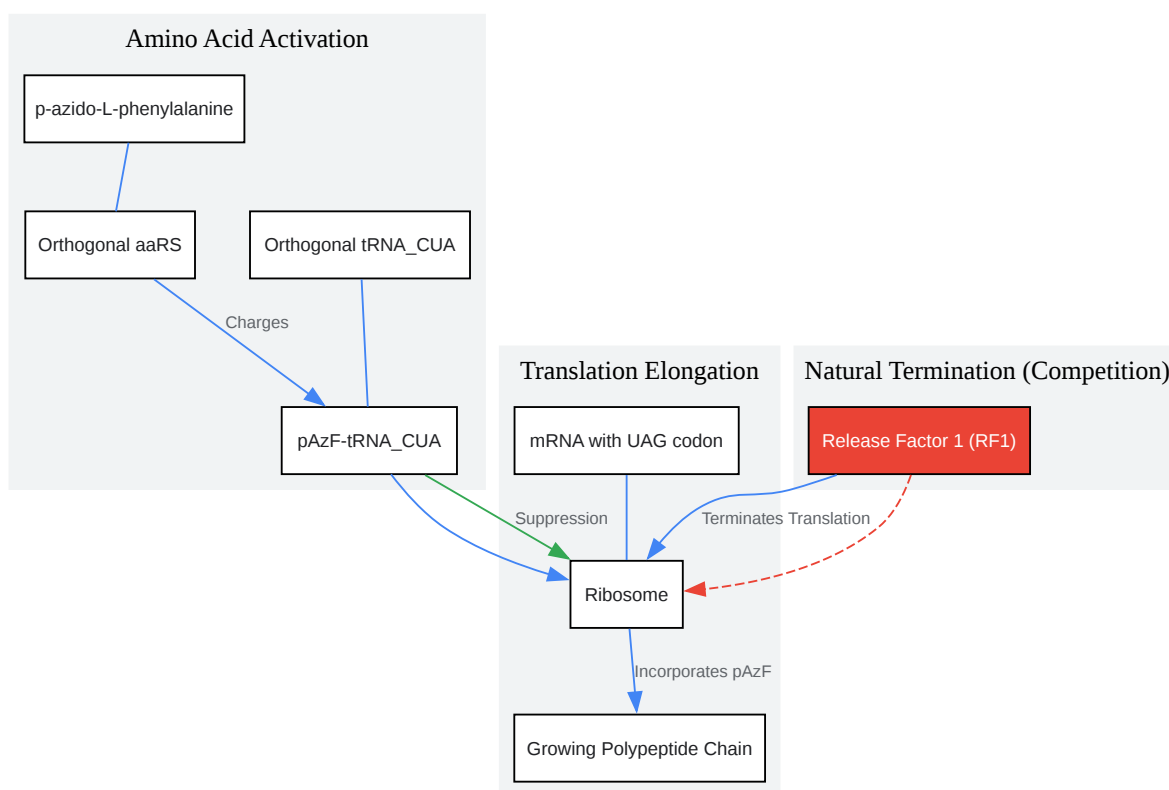 Amino Acid Activation
p-azido-L-phenylalanine
Orthogonal aaRS
Orthogonal tRNA_CUA
Charges
pAzF-tRNA_CUA
Translation Elongation
mRNA with UAG codon
Natural Termination (Competition)
Release Factor 1 (RF1)
Suppression
Terminates Translation
Ribosome
Incorporates pAzF
Growing Polypeptide Chain